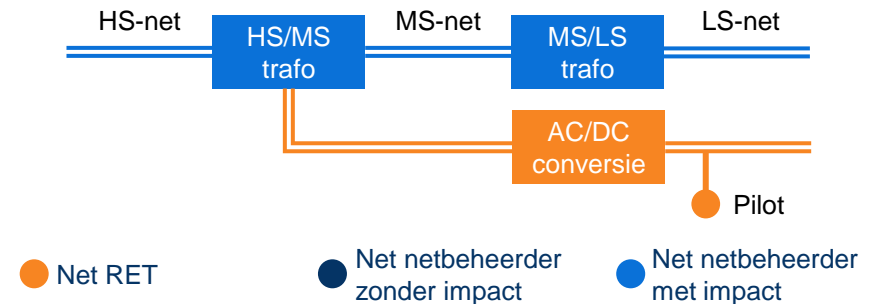 HS-net
MS-net
LS-net
HS/MS
trafo
MS/LS
trafo
AC/DC
conversie
Pilot
Net RET
Net netbeheerder
zonder impact
Net netbeheerder
met impact